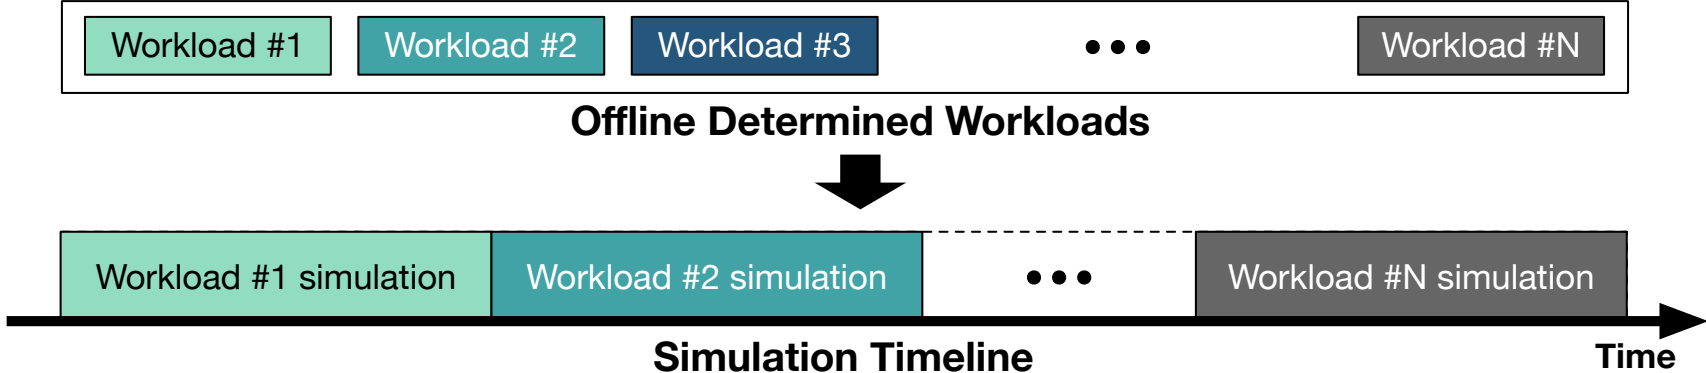 Workload #1 Workload #2 Workload #3 ••• Workload #N
Offline Determined Workloads
Workload #1 simulation Workload #2 simulation ••• Workload #N simulation
Simulation Timeline
Time